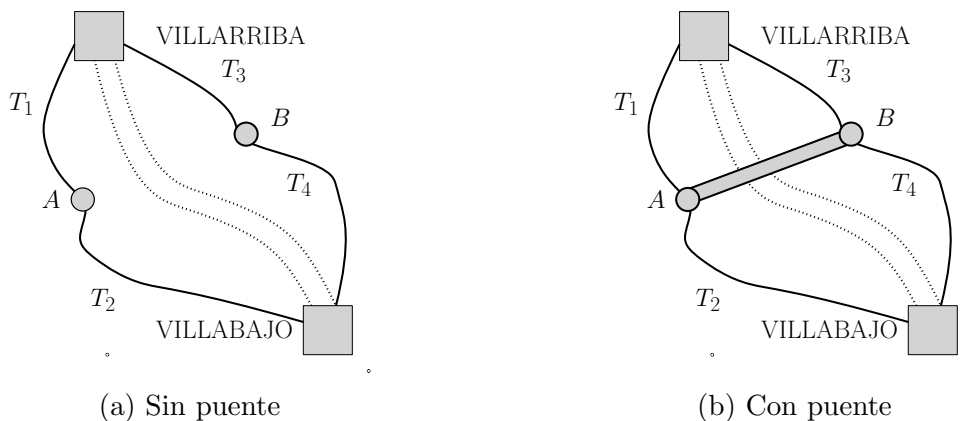 VILLARRIBA
T₃
T₁
B
A
T₄
T₂
VILLABAJO
(a) Sin puente
VILLARRIBA
T₃
T₁
B
A
T₄
T₂
VILLABAJO
(b) Con puente